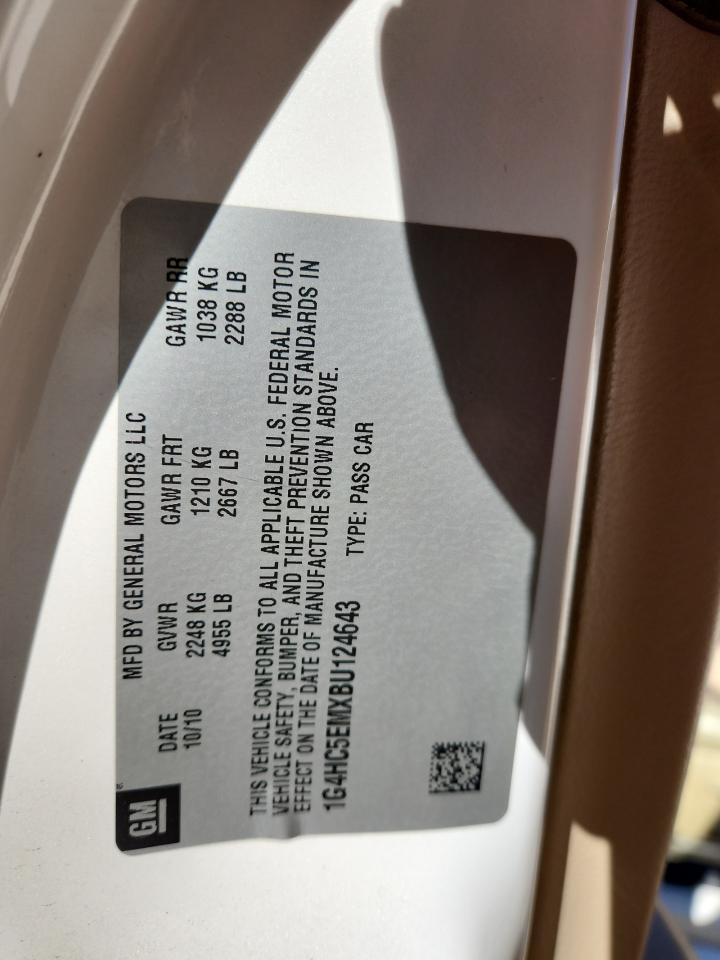 GM
MFD BY GENERAL MOTORS LLC
DATE GVWR GAWR FRT GAWR RR
10/10 2248 KG 1210 KG 1038 KG
4955 LB 2667 LB 2288 LB
THIS VEHICLE CONFORMS TO ALL APPLICABLE U.S. FEDERAL MOTOR
VEHICLE SAFETY, BUMPER, AND THEFT PREVENTION STANDARDS IN
EFFECT ON THE DATE OF MANUFACTURE SHOWN ABOVE.
1G4HC5EMXBU124643 TYPE: PASS CAR